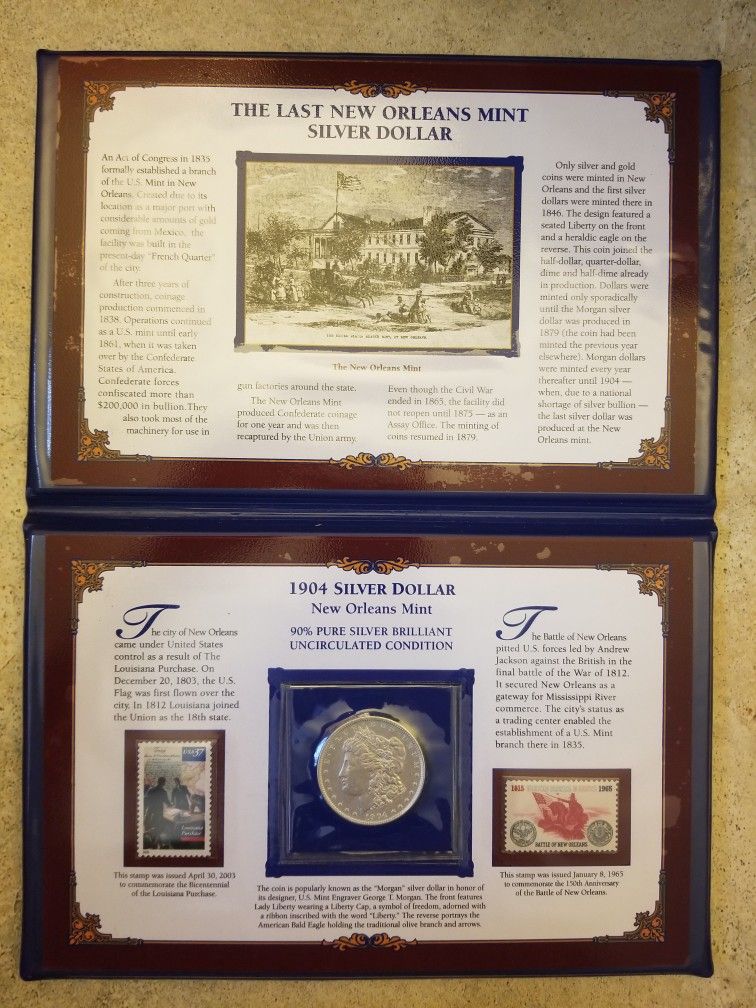 THE LAST NEW ORLEANS MINT
SILVER DOLLAR
An Act of Congress in 1835
formally established a branch
of the U.S. Mint in New
Orleans. Created due to its
location as a major port with
considerable amounts of gold
coming from Mexico, the
facility was built in the
present-day "French Quarter"
of the city.
After three years of
construction, coinage
production commenced in
1838. Operations continued
as a U.S. mint until early
1861, when it was taken
over by the Confederate
States of America.
Confederate forces
confiscated more than
$200,000 in bullion. They
also took most of the
machinery for use in
THE UNITED STATES BRANCH MINT, AT NEW ORLEANS.
The New Orleans Mint
gun factories around the state.
The New Orleans Mint
produced Confederate coinage
for one year and was then
recaptured by the Union army.
Even though the Civil War
ended in 1865, the facility did
not reopen until 1875 — as an
Assay Office. The minting of
coins resumed in 1879.
Only silver and gold
coins were minted in New
Orleans and the first silver
dollars were minted there in
1846. The design featured a
seated Liberty on the front
and a heraldic eagle on the
reverse. This coin joined the
half-dollar, quarter-dollar,
dime and half-dime already
in production. Dollars were
minted only sporadically
until the Morgan silver
dollar was produced in
1879 (the coin had been
minted the previous year
elsewhere). Morgan dollars
were minted every year
thereafter until 1904 —
when, due to a national
shortage of silver bullion —
the last silver dollar was
produced at the New
Orleans mint.
1904 SILVER DOLLAR
New Orleans Mint
90% PURE SILVER BRILLIANT
UNCIRCULATED CONDITION
The city of New Orleans
came under United States
control as a result of The
Louisiana Purchase. On
December 20, 1803, the U.S.
Flag was first flown over the
city. In 1812 Louisiana joined
the Union as the 18th state.
USA 37
Louisiana
Purchase
This stamp was issued April 30, 2003
to commemorate the Bicentennial
of the Louisiana Purchase.
1904
The coin is popularly known as the "Morgan" silver dollar in honor of
its designer, U.S. Mint Engraver George T. Morgan. The front features
Lady Liberty wearing a Liberty Cap, a symbol of freedom, adorned with
a ribbon inscribed with the word "Liberty." The reverse portrays the
American Bald Eagle holding the traditional olive branch and arrows.
The Battle of New Orleans
pitted U.S. forces led by Andrew
Jackson against the British in the
final battle of the War of 1812.
It secured New Orleans as a
gateway for Mississippi River
commerce. The city's status as
a trading center enabled the
establishment of a U.S. Mint
branch there in 1835.
1815 1965
BATTLE OF NEW ORLEANS
This stamp was issued January 8, 1965
to commemorate the 150th Anniversary
of the Battle of New Orleans.